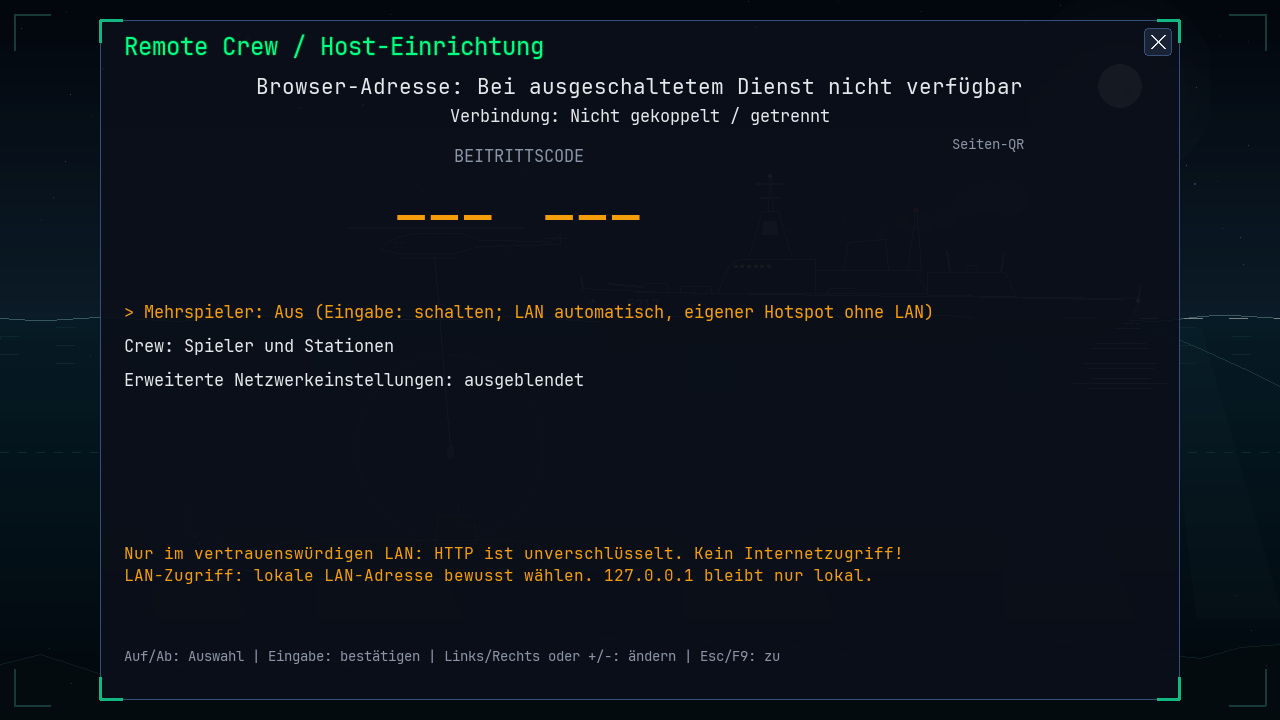 Remote Crew / Host-Einrichtung
Browser-Adresse: Bei ausgeschaltetem Dienst nicht verfügbar
Verbindung: Nicht gekoppelt / getrennt
Seiten-QR
BEITRITTSCODE
___ ___
> Mehrspieler: Aus (Eingabe: schalten; LAN automatisch, eigener Hotspot ohne LAN)
Crew: Spieler und Stationen
Erweiterte Netzwerkeinstellungen: ausgeblendet
Nur im vertrauenswürdigen LAN: HTTP ist unverschlüsselt. Kein Internetzugriff!
LAN-Zugriff: lokale LAN-Adresse bewusst wählen. 127.0.0.1 bleibt nur lokal.
Auf/Ab: Auswahl | Eingabe: bestätigen | Links/Rechts oder +/-: ändern | Esc/F9: zu